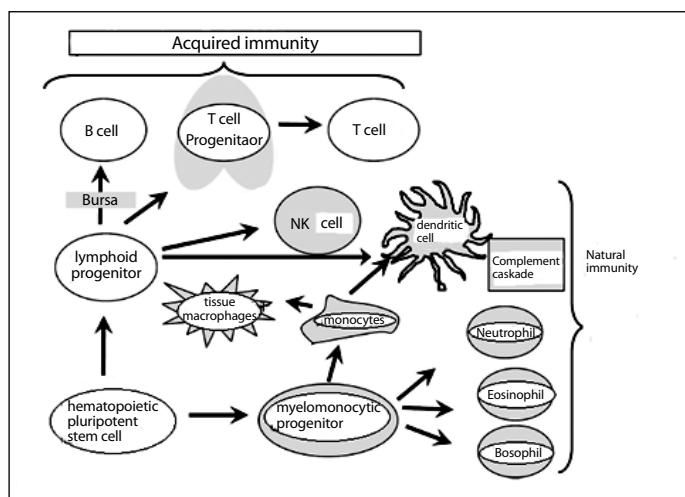 Acquired immunity
B cell
T cell
Progenitaor
T cell
Bursa
NK cell
dendritic
cell
lymphoid
progenitor
Complement
caskade
Natural
immunity
tissue
macrophages
monocytes
Neutrophil
hematopoietic
pluripotent
stem cell
myelomonocytic
progenitor
Eosinophil
Bosophil